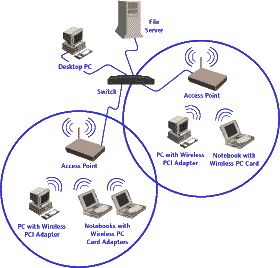 File
Server
Desktop PC
Switch
Access Point
PC with Wireless
PCI Adapter
Notebook with
Wireless PC Card
Access Point
PC with Wireless
PCI Adapter
Notebooks with
Wireless PC
Card Adapters